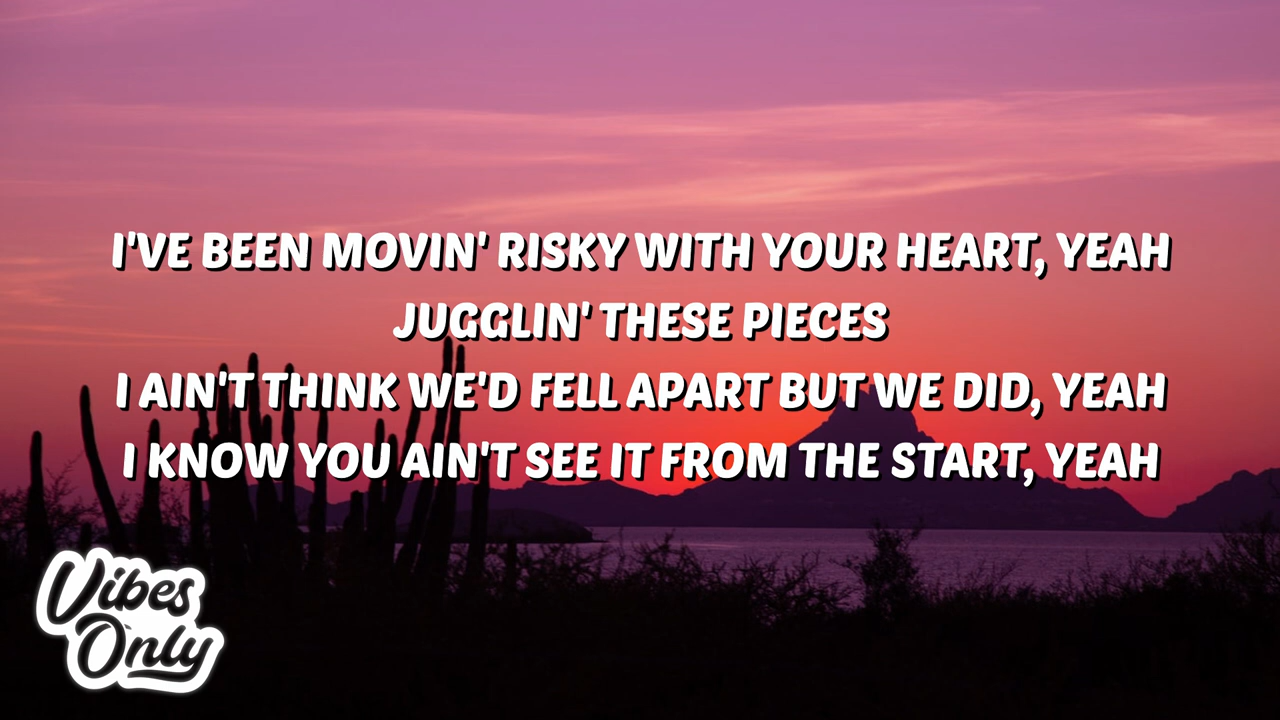 I'VE BEEN MOVIN' RISKY WITH YOUR HEART, YEAH
JUGGLIN' THESE PIECES
I AIN'T THINK WE'D FELL APART BUT WE DID, YEAH
I KNOW YOU AIN'T SEE IT FROM THE START, YEAH
Vibes
Only